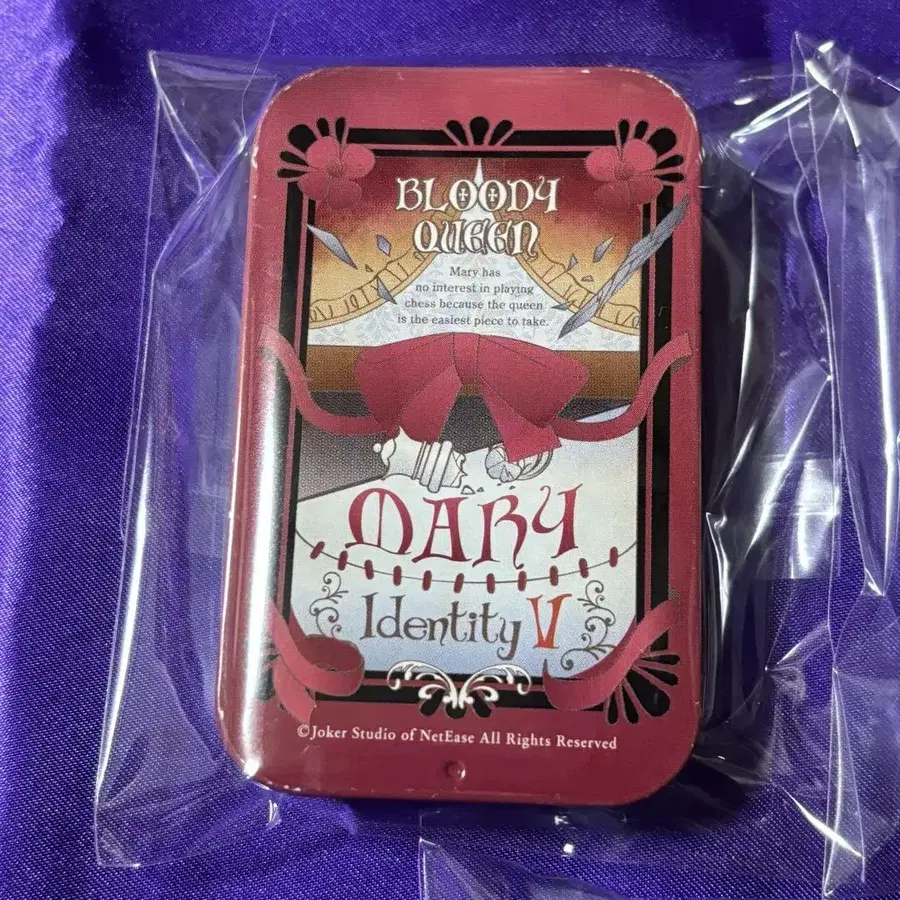 BLOODY
QUEEN
Mary has
no interest in playing
chess because the queen
is the easiest piece to take.
MARY
Identity V
©Joker Studio of NetEase All Rights Reserved